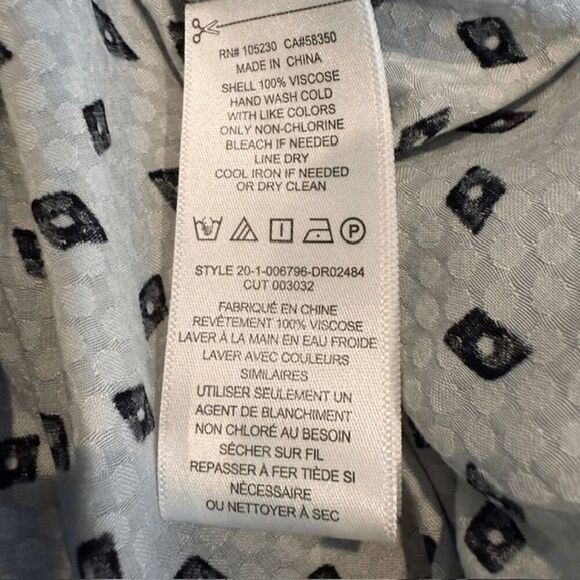 RN# 105230 CA#58350
MADE IN CHINA
SHELL 100% VISCOSE
HAND WASH COLD
WITH LIKE COLORS
ONLY NON-CHLORINE
BLEACH IF NEEDED
LINE DRY
COOL IRON IF NEEDED
OR DRY CLEAN
P
STYLE 20-1-006796-DR02484
CUT 003032
FABRIQUÉ EN CHINE
REVÊTEMENT 100% VISCOSE
LAVER À LA MAIN EN EAU FROIDE
LAVER AVEC COULEURS
SIMILAIRES
UTILISER SEULEMENT UN
AGENT DE BLANCHIMENT
NON CHLORÉ AU BESOIN
SÉCHER SUR FIL
REPASSER À FER TIÈDE SI
NÉCESSAIRE
OU NETTOYER À SEC